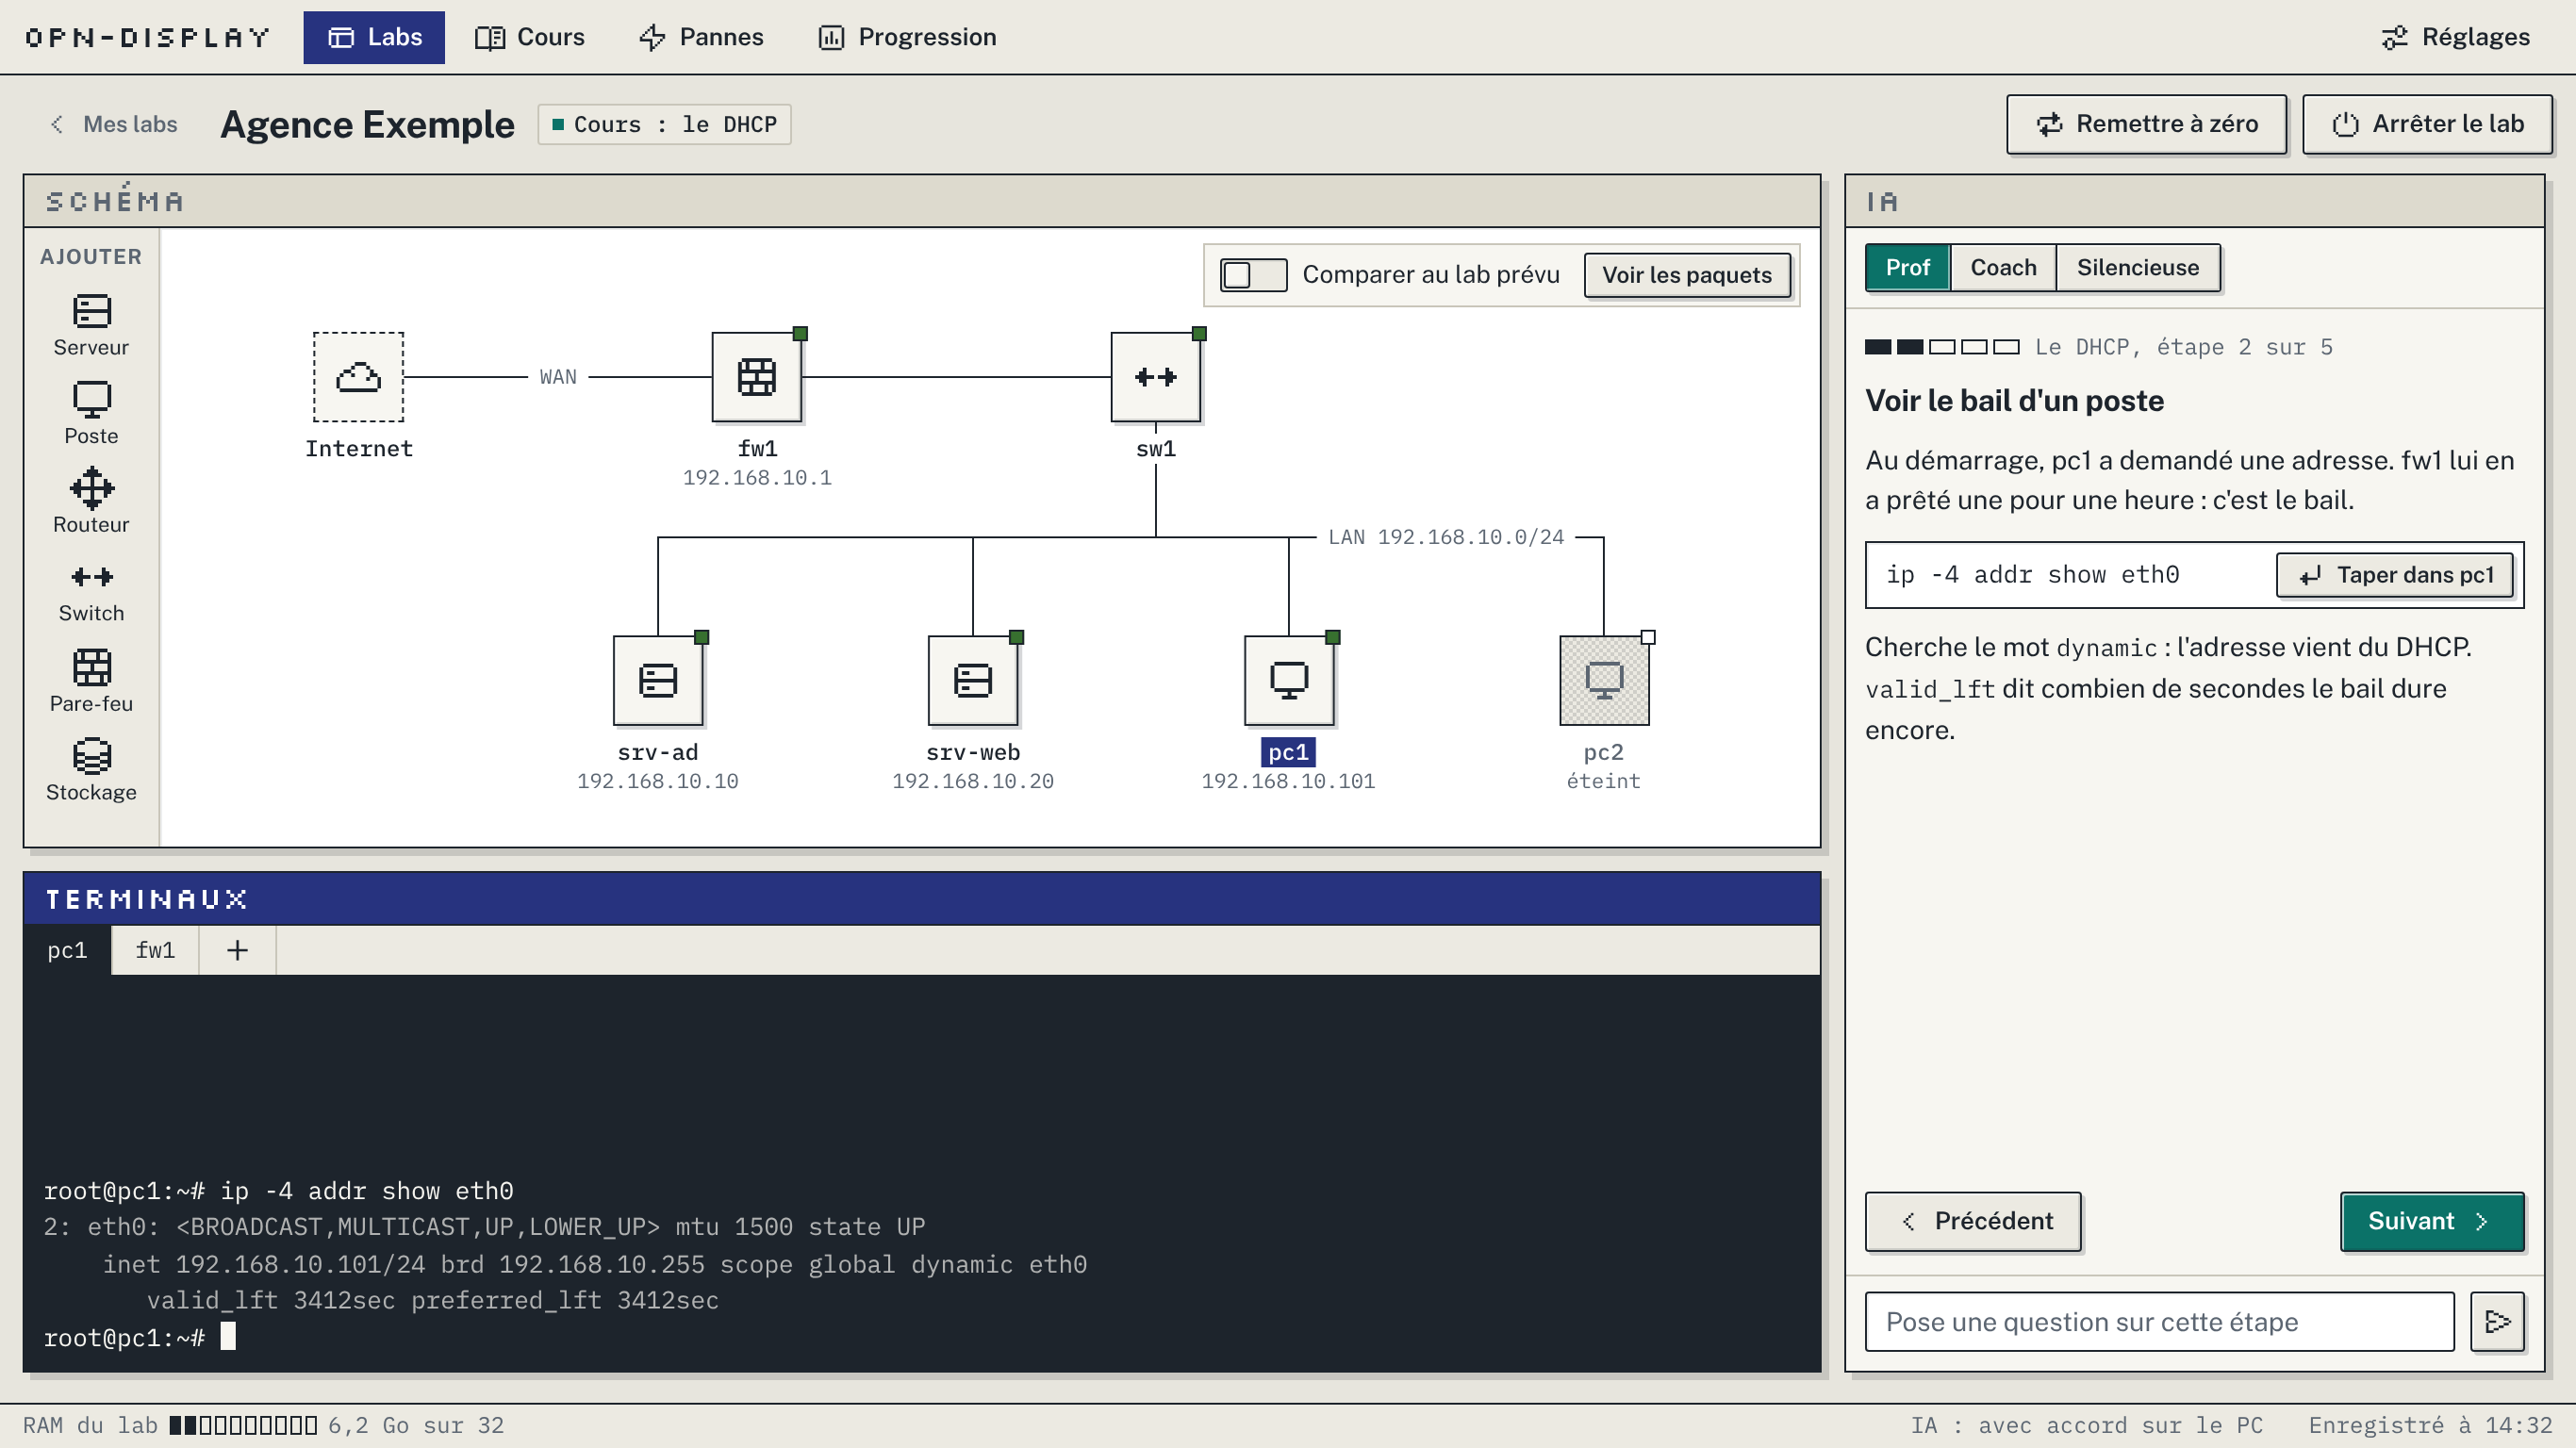 OPN-DISPLAY
Labs
Cours
Pannes
Progression
Réglages
Mes labs
Agence Exemple
Cours : le DHCP
Remettre à zéro
Arrêter le lab
SCHÉMA
AJOUTER
Serveur
Poste
Routeur
Switch
Pare-feu
Stockage
Comparer au lab prévu
Voir les paquets
WAN
Internet
fw1
192.168.10.1
sw1
LAN 192.168.10.0/24
srv-ad
192.168.10.10
srv-web
192.168.10.20
pc1
192.168.10.101
pc2
éteint
TERMINAUX
pc1
fw1
+
root@pc1:~# ip -4 addr show eth0
2: eth0: <BROADCAST,MULTICAST,UP,LOWER_UP> mtu 1500 state UP
inet 192.168.10.101/24 brd 192.168.10.255 scope global dynamic eth0
valid_lft 3412sec preferred_lft 3412sec
root@pc1:~#
IA
Prof
Coach
Silencieuse
Le DHCP, étape 2 sur 5
Voir le bail d'un poste
Au démarrage, pc1 a demandé une adresse. fw1 lui en
a prêté une pour une heure : c'est le bail.
ip -4 addr show eth0
Taper dans pc1
Cherche le mot dynamic : l'adresse vient du DHCP.
valid_lft dit combien de secondes le bail dure
encore.
Précédent
Suivant
Pose une question sur cette étape
RAM du lab
6,2 Go sur 32
IA : avec accord sur le PC
Enregistré à 14:32